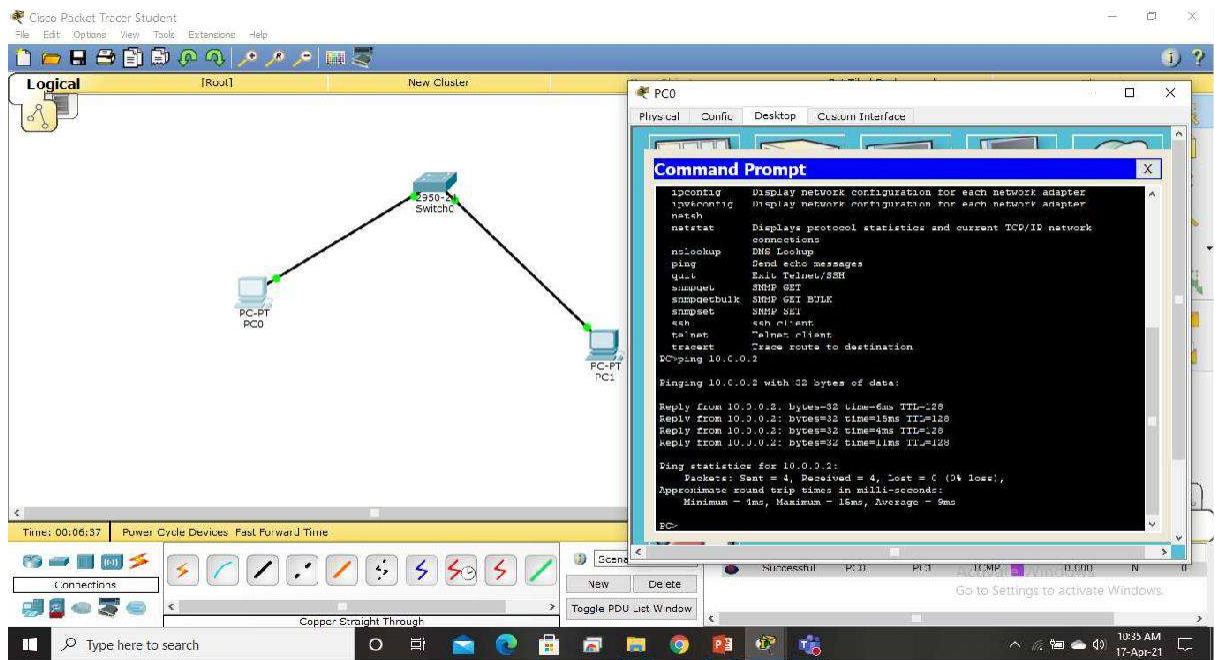 Cisco Packet Tracer Student
File Edit Options View Tools Extensions Help
Logical
[Root]
New Cluster
PC0
Physical Config Desktop Custom Interface
Command Prompt
X
ipconfig Display network configuration for each network adapter
ipv6config Display network configuration for each network adapter
netsh
netstat Displays protocol statistics and current TCP/IP network
connections
nslookup DNS Lookup
ping Send echo messages
quit Exit Telnet/SSH
snmpget SNMP GET
snmpgetbulk SNMP GET BULK
snmpset SNMP SET
ssh ssh client
telnet Telnet client
tracert Trace route to destination
PC>ping 10.0.0.2
Pinging 10.0.0.2 with 32 bytes of data:
Reply from 10.0.0.2: bytes=32 time=6ms TTL=128
Reply from 10.0.0.2: bytes=32 time=15ms TTL=128
Reply from 10.0.0.2: bytes=32 time=4ms TTL=128
Reply from 10.0.0.2: bytes=32 time=11ms TTL=128
Ping statistics for 10.0.0.2:
Packets: Sent = 4, Received = 4, Lost = 0 (0% loss),
Approximate round trip times in milli-seconds:
Minimum = 4ms, Maximum = 15ms, Average = 9ms
PC>
2950-24
Switch0
PC-PT
PC0
PC-PT
PC1
Time: 00:06:37 Power Cycle Devices Fast Forward Time
Connections
Copper Straight Through
New Delete
Toggle PDU List Window
Successful PC0 PC1 ICMP 0.000 N 0
Activate Windows
Go to Settings to activate Windows.
Type here to search
10:35 AM
17-Apr-21